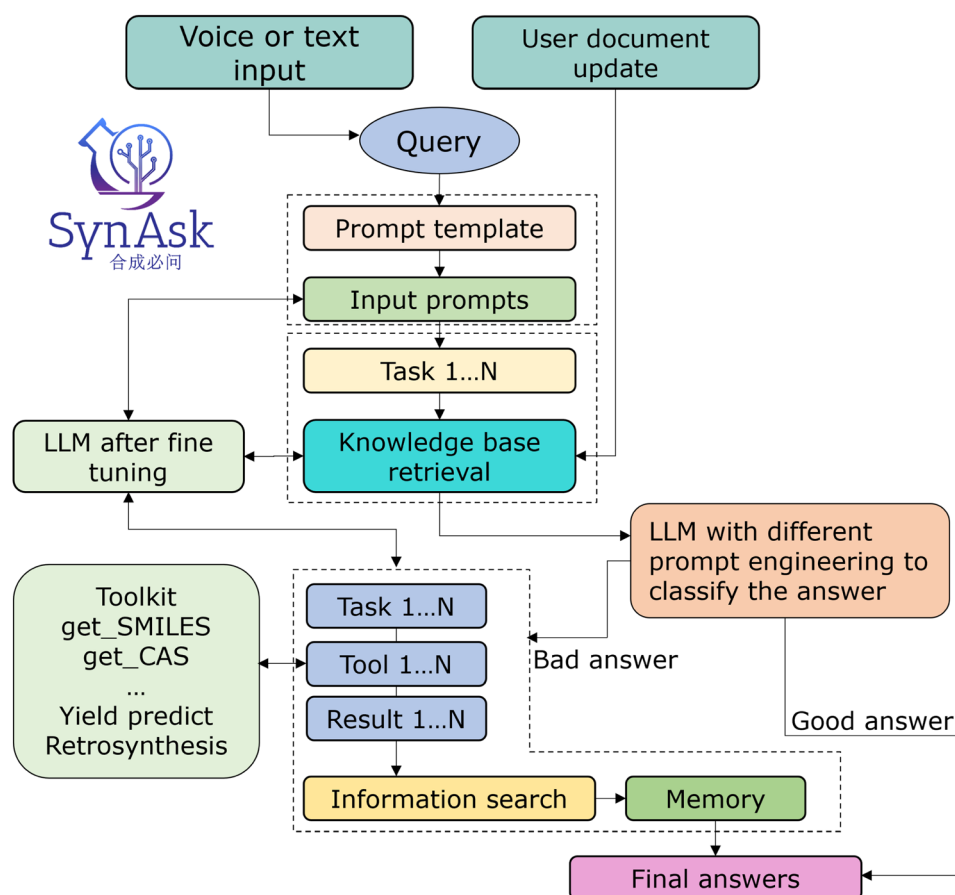 Voice or text
input
User document
update
Query
SynAsk
合成必问
Prompt template
Input prompts
Task 1...N
LLM after fine
tuning
Knowledge base
retrieval
LLM with different
prompt engineering to
classify the answer
Toolkit
get_SMILES
get_CAS
...
Yield predict
Retrosynthesis
Task 1...N
Tool 1...N
Result 1...N
Bad answer
Good answer
Information search
Memory
Final answers